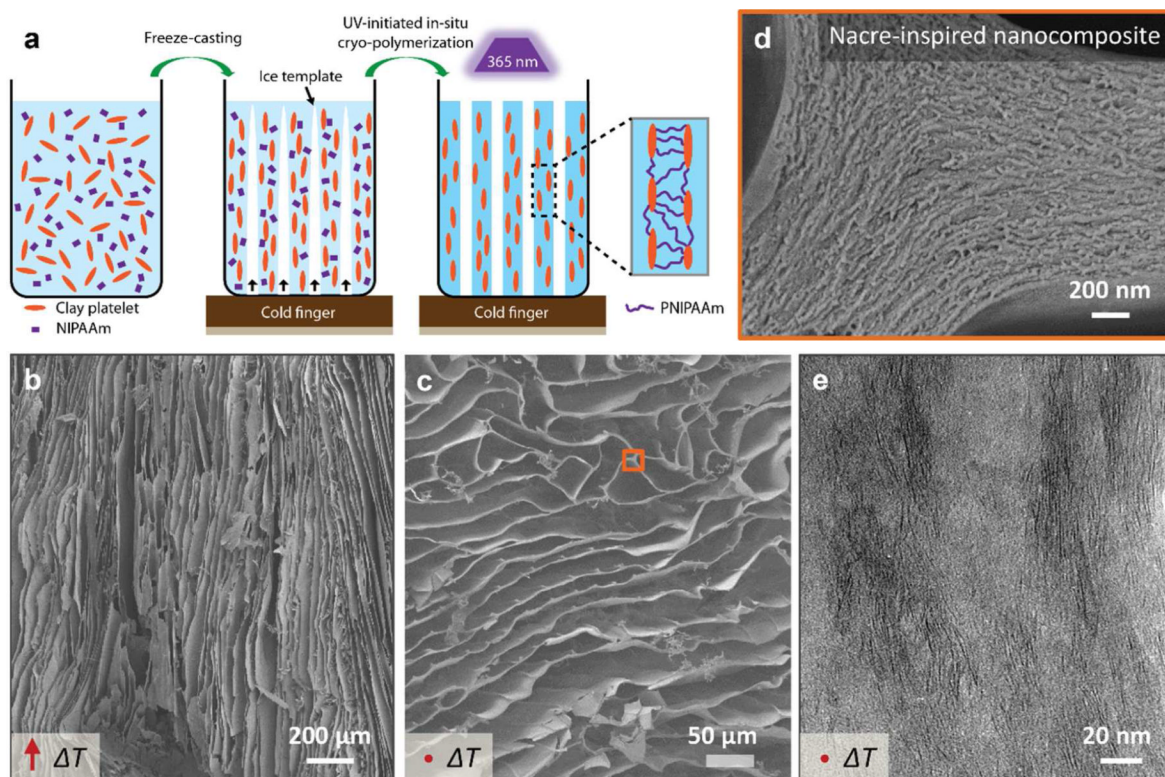 a
Freeze-casting
UV-initiated in-situ
cryo-polymerization
365 nm
Ice template
Clay platelet
NIPAAm
Cold finger
Cold finger
PNIPAAm
d
Nacre-inspired nanocomposite
200 nm
b
ΔT
200 μm
c
ΔT
50 μm
e
ΔT
20 nm